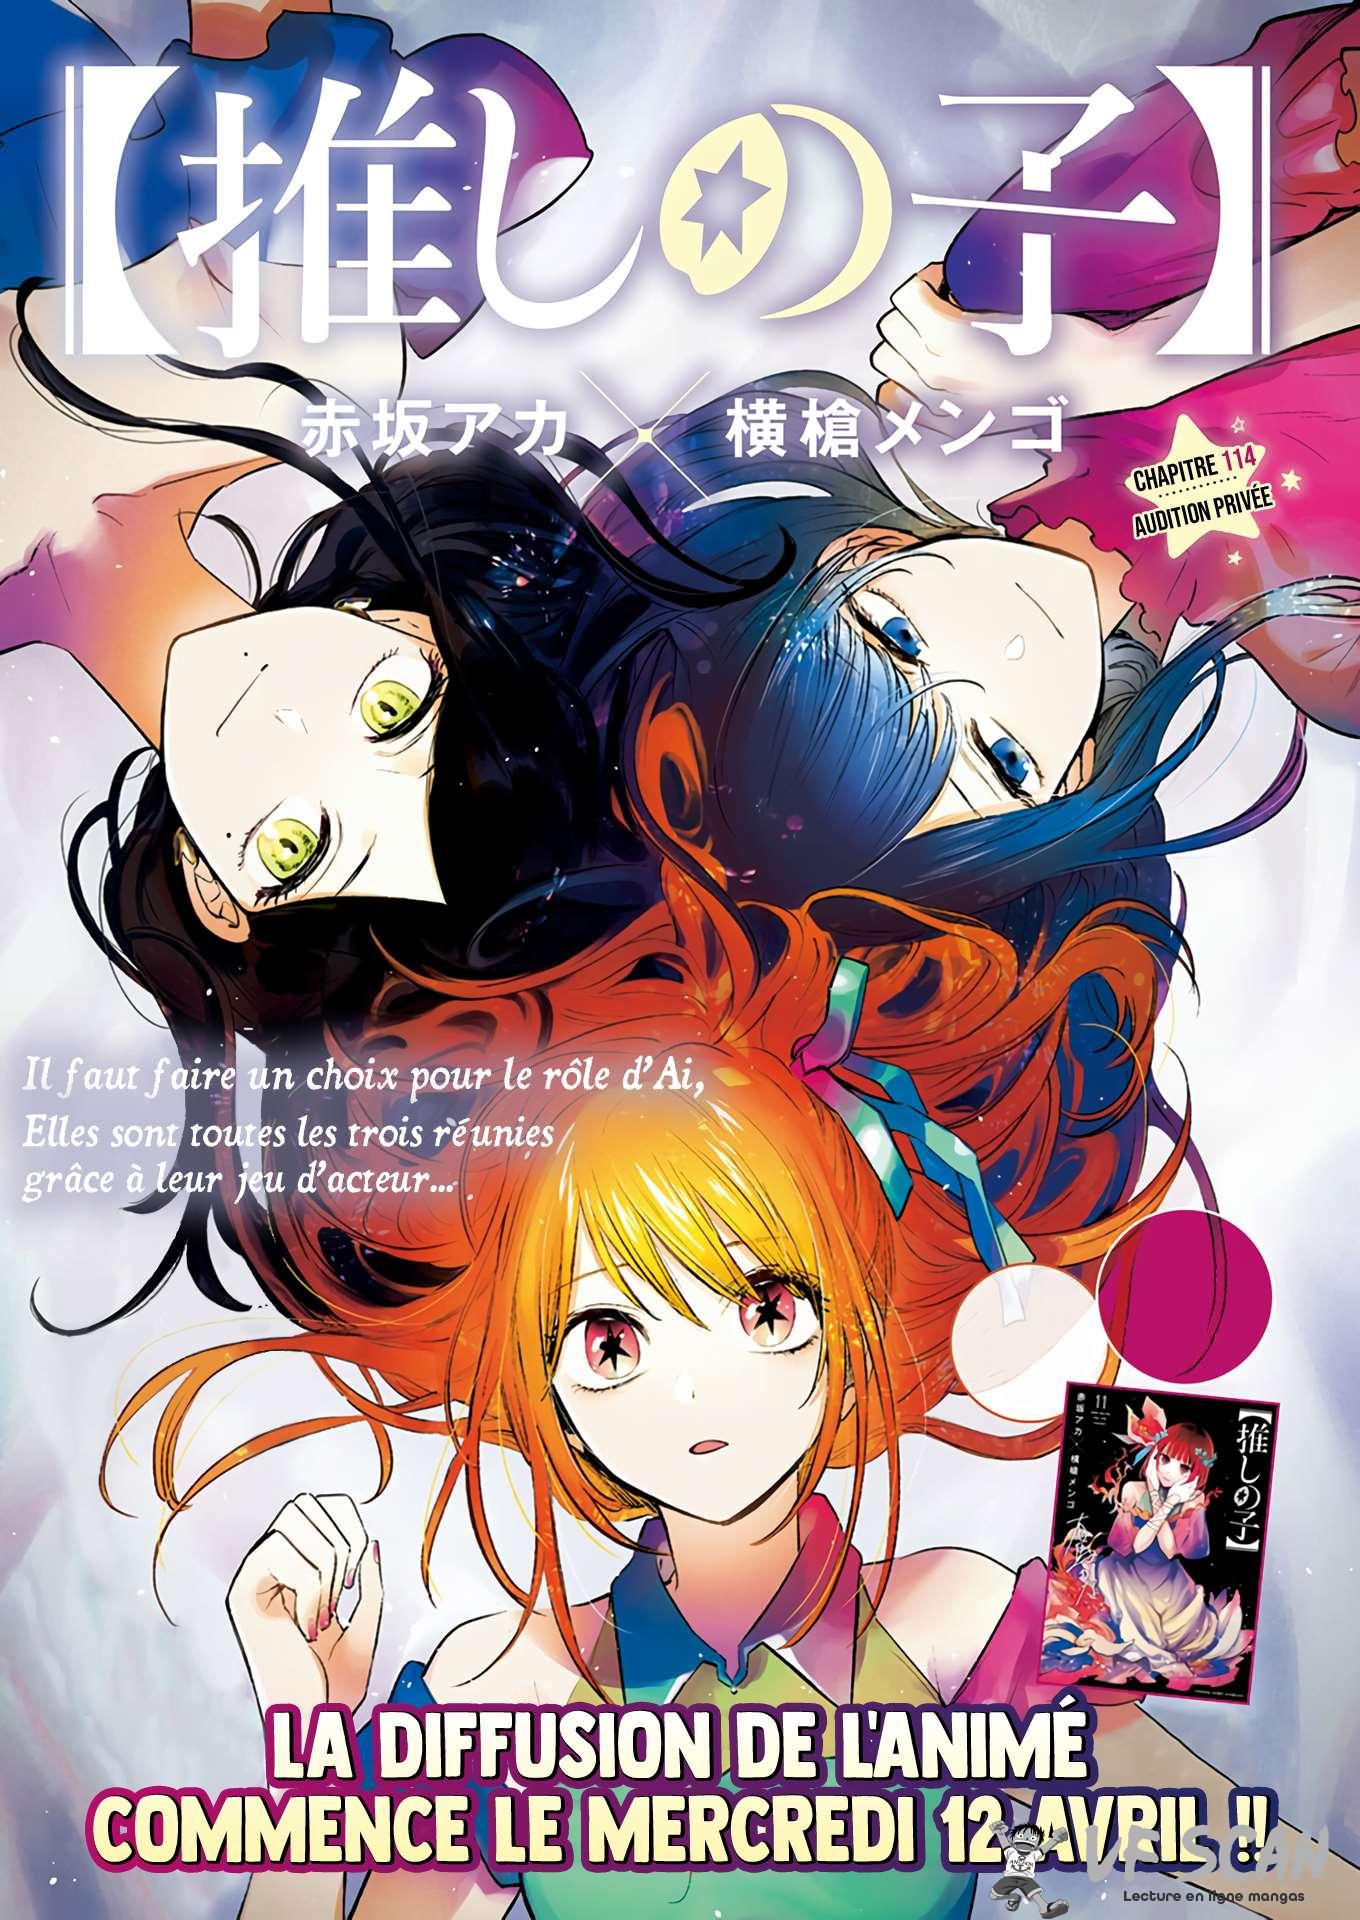 【推しの子】
赤坂アカ × 横槍メンゴ
CHAPITRE 114
AUDITION PRIVÉE
Il faut faire un choix pour le rôle d'Ai,
Elles sont toutes les trois réunies
grâce à leur jeu d'acteur...
11
赤坂アカ×横槍メンゴ
【推しの子】
LA DIFFUSION DE L'ANIMÉ
COMMENCE LE MERCREDI 12 AVRIL !!
VF SCAN
Lecture en ligne mangas